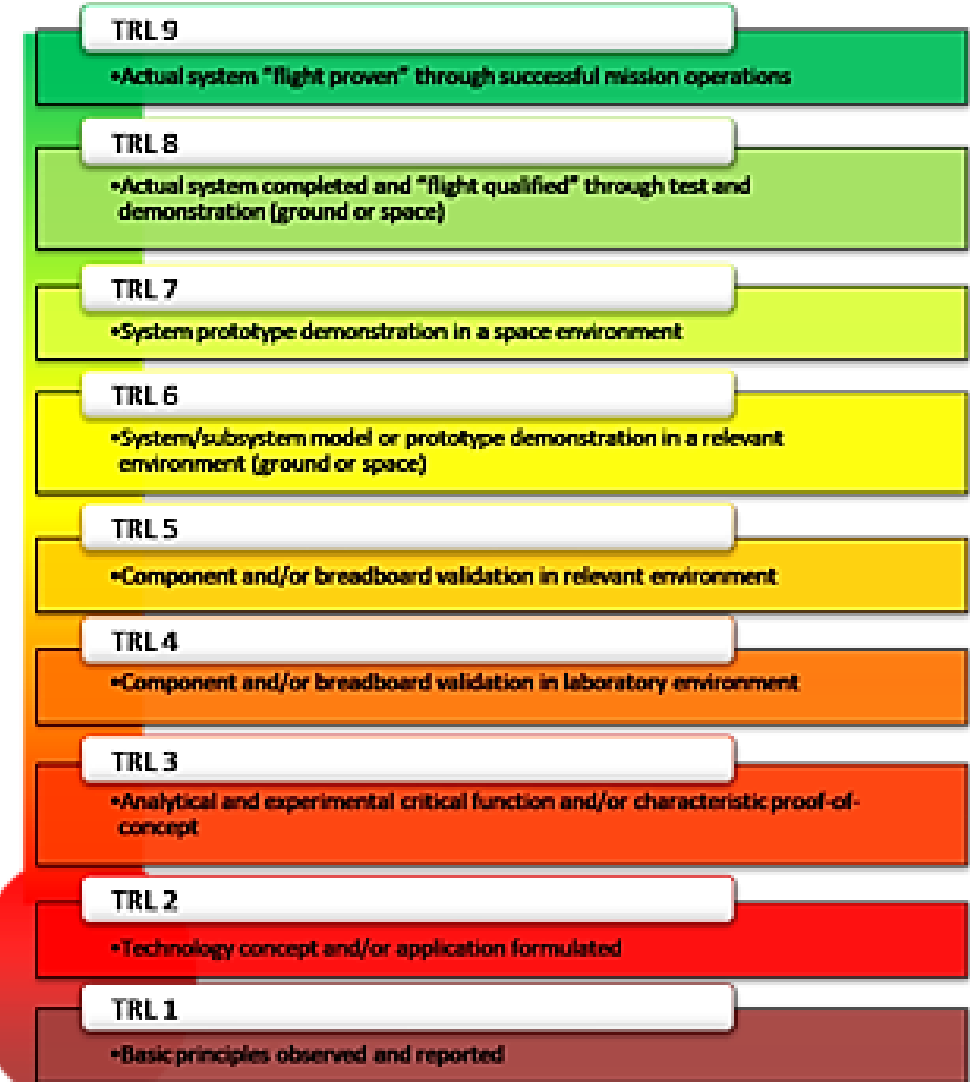 TRL 9
•Actual system "flight proven" through successful mission operations
TRL 8
•Actual system completed and "flight qualified" through test and
demonstration (ground or space)
TRL 7
•System prototype demonstration in a space environment
TRL 6
•System/subsystem model or prototype demonstration in a relevant
environment (ground or space)
TRL 5
•Component and/or breadboard validation in relevant environment
TRL 4
•Component and/or breadboard validation in laboratory environment
TRL 3
•Analytical and experimental critical function and/or characteristic proof-of-
concept
TRL 2
•Technology concept and/or application formulated
TRL 1
•Basic principles observed and reported